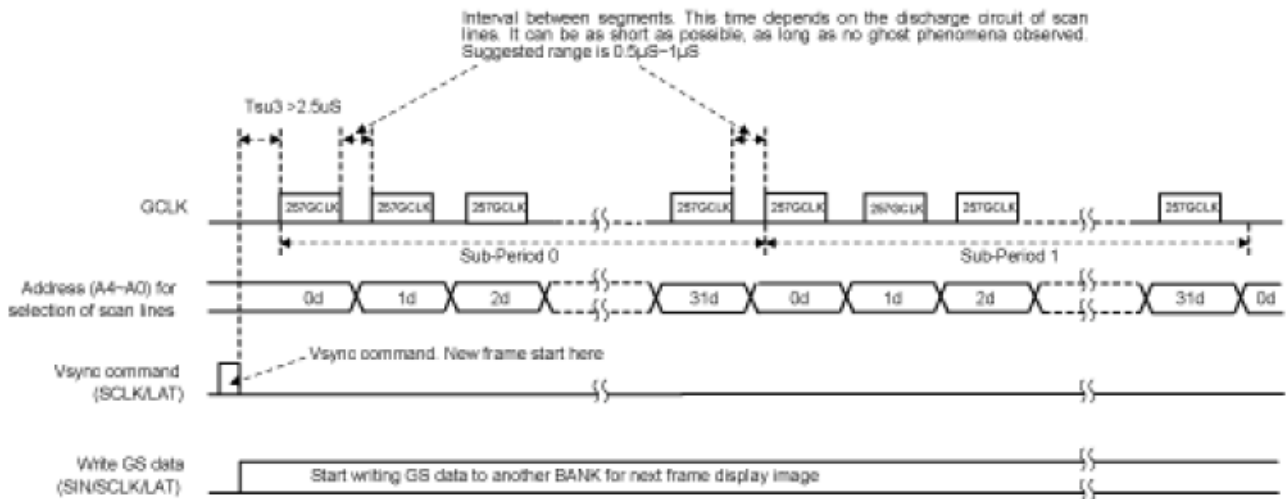 Interval between segments. This time depends on the discharge circuit of scan
lines. It can be as short as possible, as long as no ghost phenomena observed.
Suggested range is 0.5µS~1µS
Tsu3 >2.5uS
GCLK
257GCLK 257GCLK 257GCLK 257GCLK 257GCLK 257GCLK 257GCLK 257GCLK
Sub-Period 0 Sub-Period 1
Address (A4~A0) for
selection of scan lines
0d 1d 2d 31d 0d 1d 2d 31d 0d
Vsync command. New frame start here
Vsync command
(SCLK/LAT)
Write GS data
(SIN/SCLK/LAT)
Start writing GS data to another BANK for next frame display image